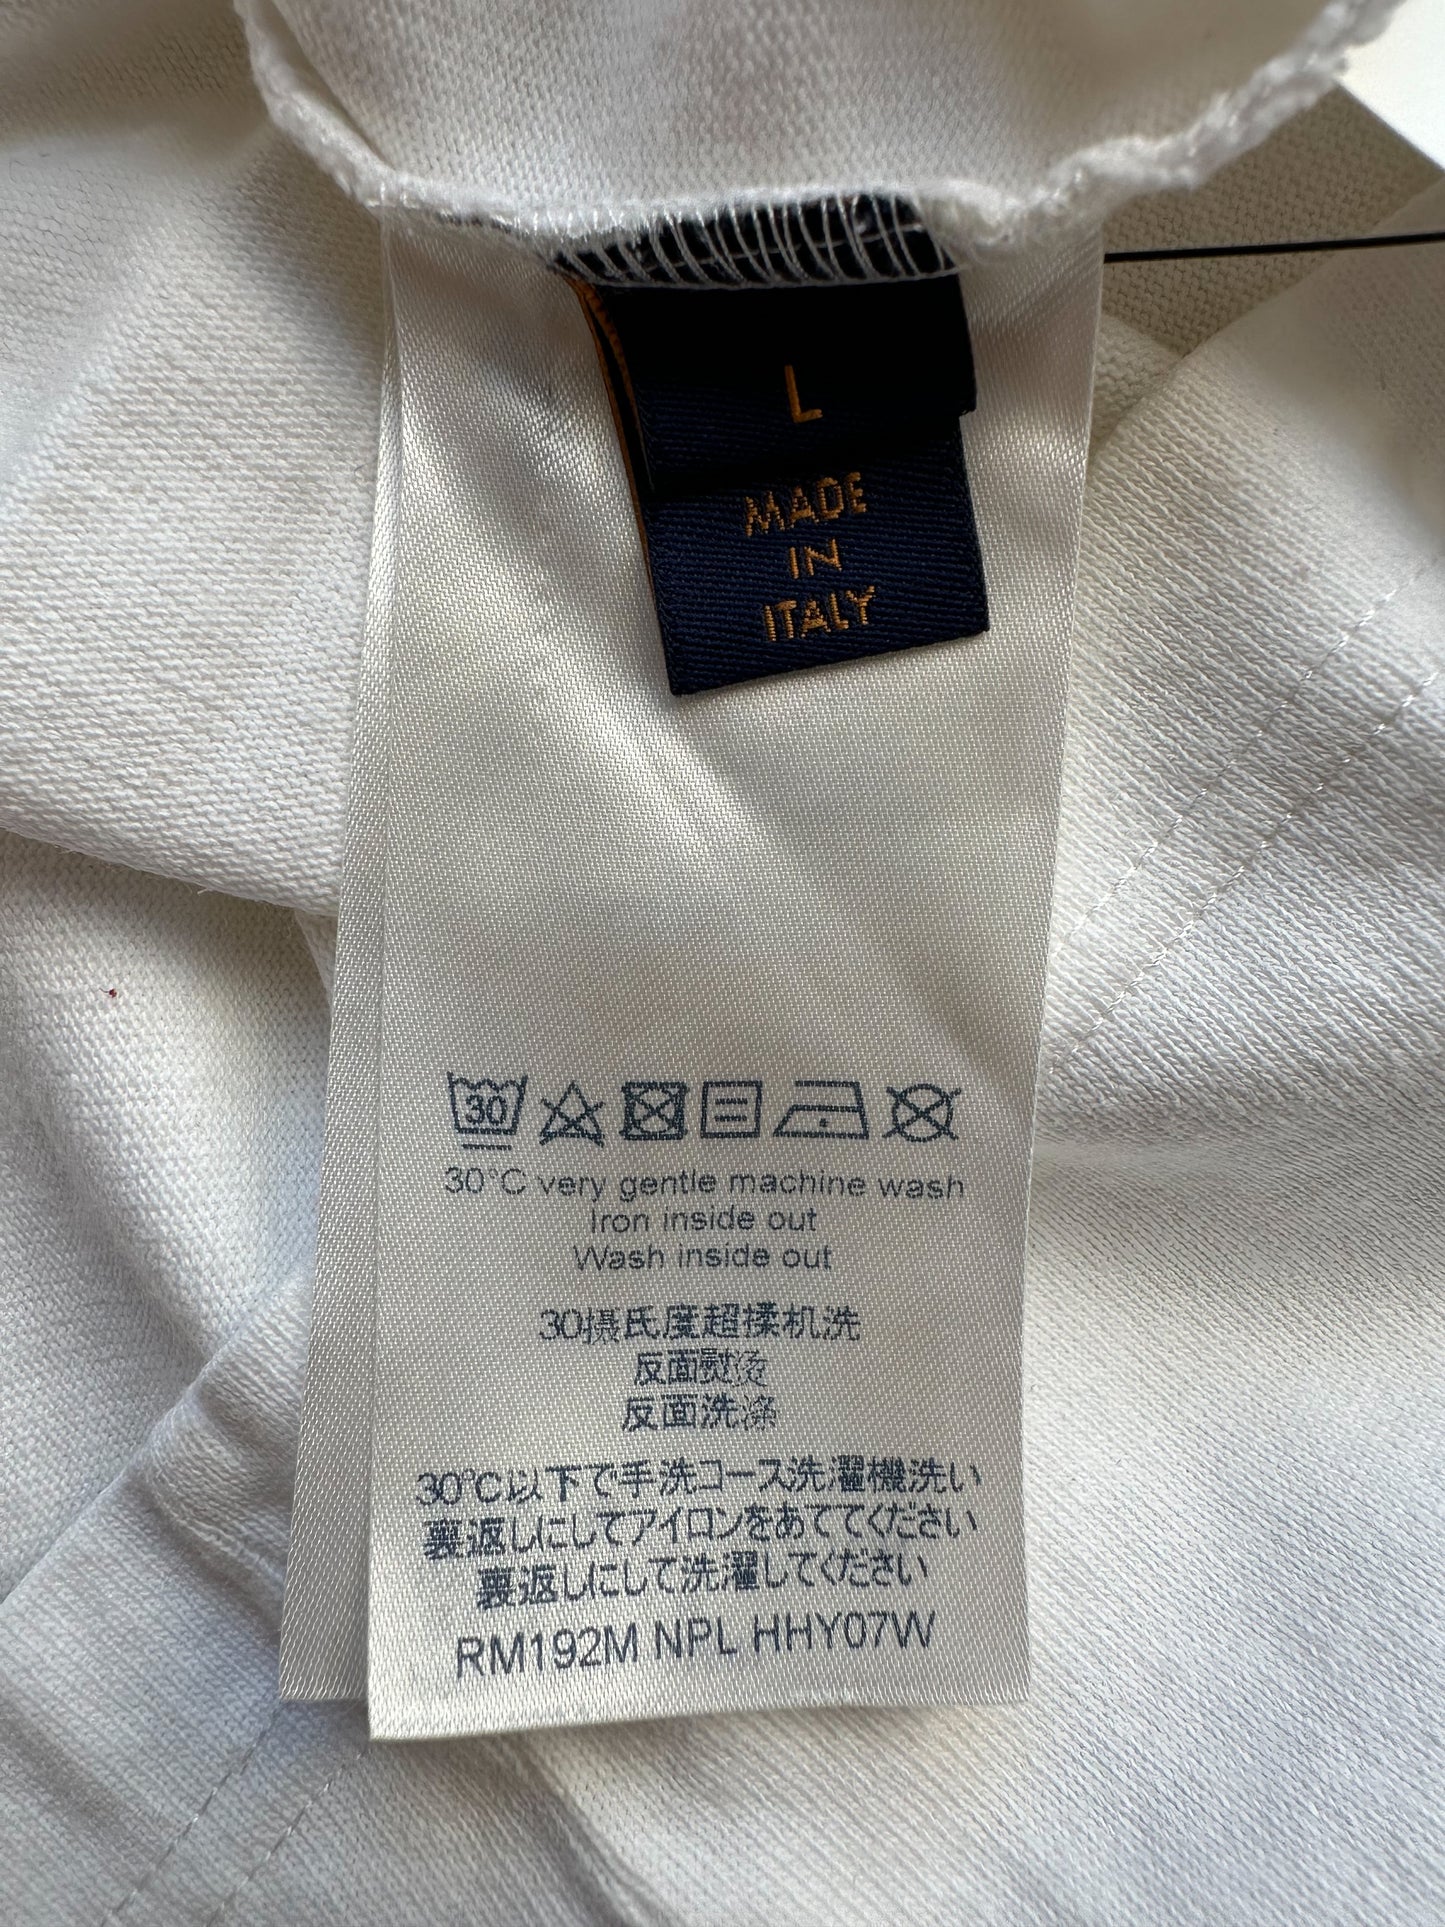 L
MADE
IN
ITALY
30
30°C very gentle machine wash
Iron inside out
Wash inside out
30摄氏度超揉机洗
反面熨烫
反面洗涤
30°C以下で手洗コース洗濯機洗い
裏返しにしてアイロンをあててください
裏返しにして洗濯してください
RM192M NPL HHY07W